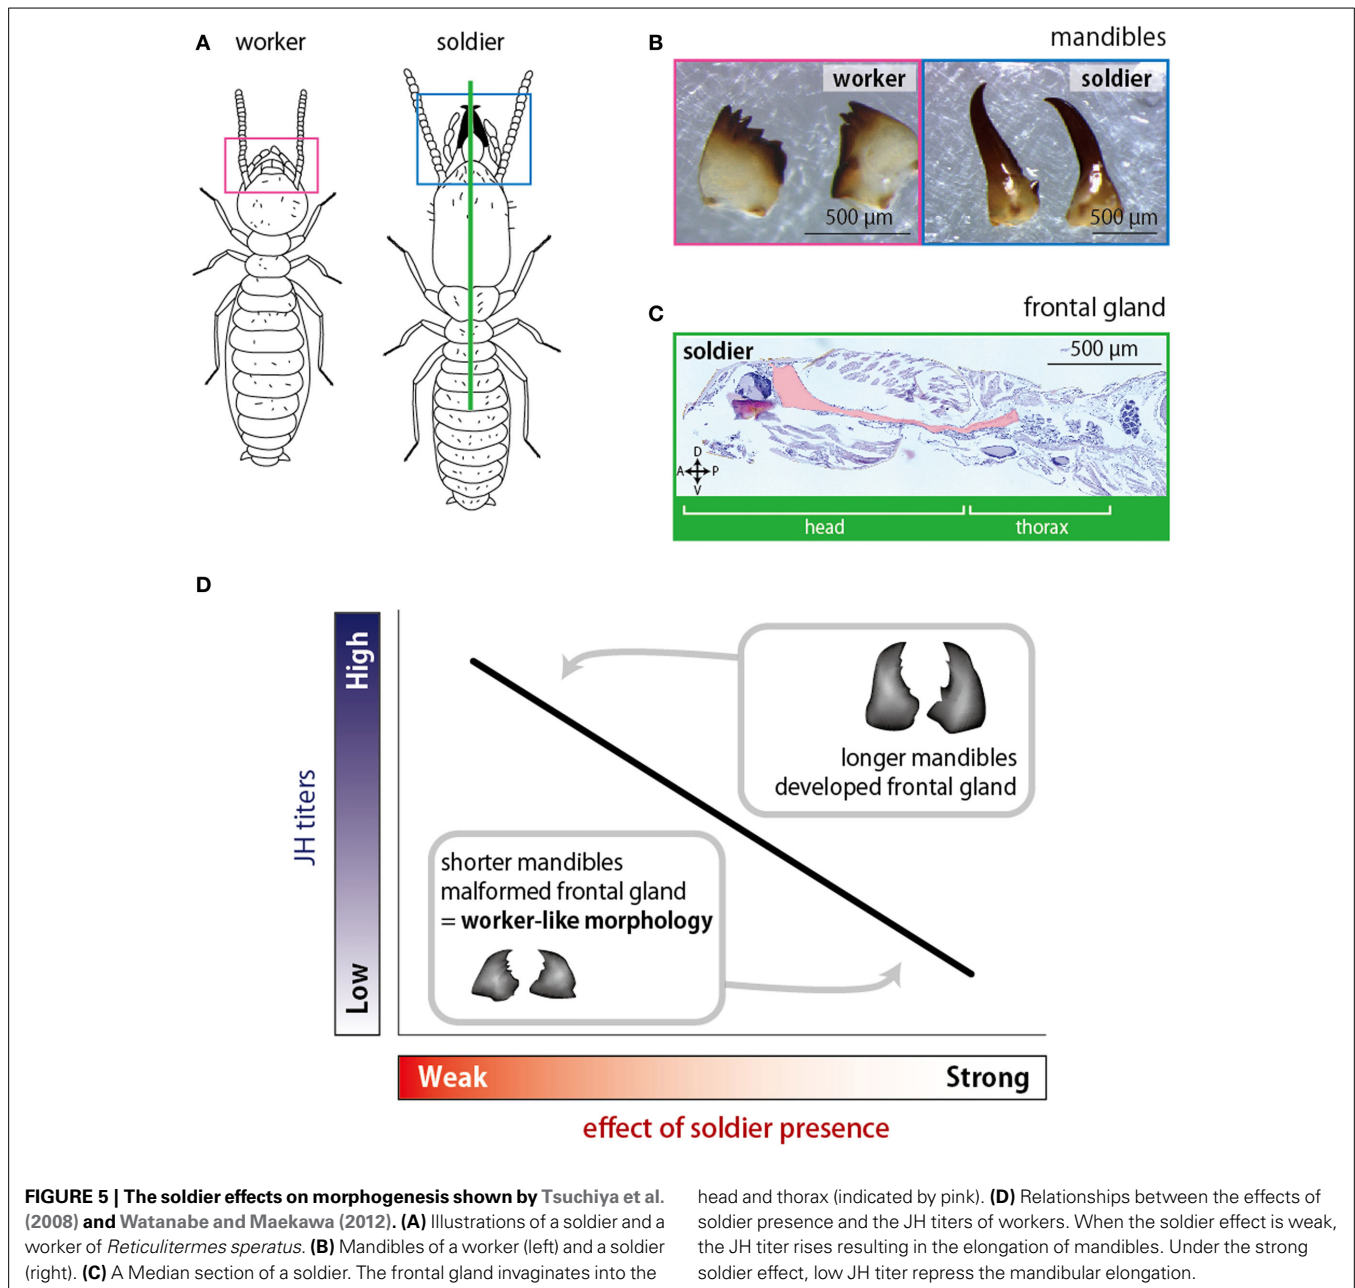 A worker soldier
B mandibles
worker
soldier
500 µm
500 µm
C frontal gland
soldier
500 µm
D
A P
V
head
thorax
D
High
Low
JH titers
longer mandibles
developed frontal gland
shorter mandibles
malformed frontal gland
= worker-like morphology
Weak
Strong
effect of soldier presence
FIGURE 5 | The soldier effects on morphogenesis shown by Tsuchiya et al.
(2008) and Watanabe and Maekawa (2012). (A) Illustrations of a soldier and a
worker of Reticulitermes speratus. (B) Mandibles of a worker (left) and a soldier
(right). (C) A Median section of a soldier. The frontal gland invaginates into the
head and thorax (indicated by pink). (D) Relationships between the effects of
soldier presence and the JH titers of workers. When the soldier effect is weak,
the JH titer rises resulting in the elongation of mandibles. Under the strong
soldier effect, low JH titer repress the mandibular elongation.